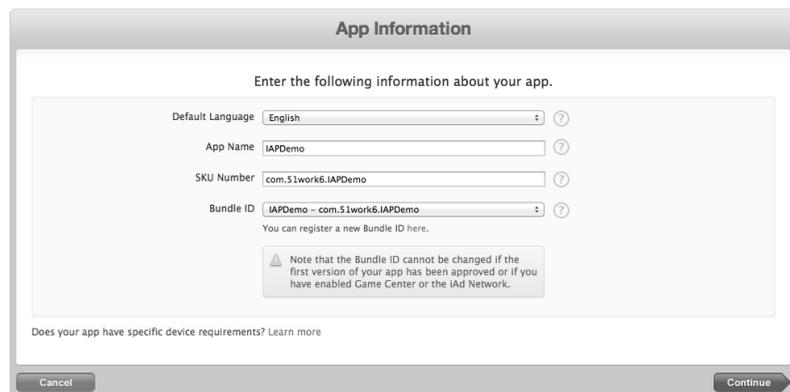 App Information
Enter the following information about your app.
Default Language English ?
App Name IAPDemo ?
SKU Number com.51work6.IAPDemo ?
Bundle ID IAPDemo – com.51work6.IAPDemo ?
You can register a new Bundle ID here.
Note that the Bundle ID cannot be changed if the
first version of your app has been approved or if you
have enabled Game Center or the iAd Network.
Does your app have specific device requirements? Learn more
Cancel Continue